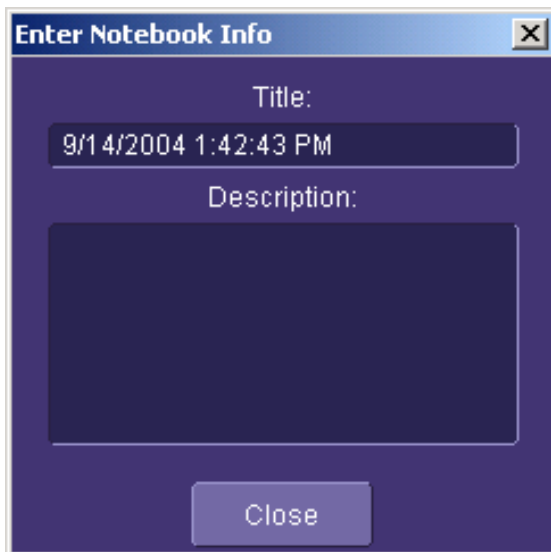 Enter Notebook Info
Title:
9/14/2004 1:42:43 PM
Description:
Close